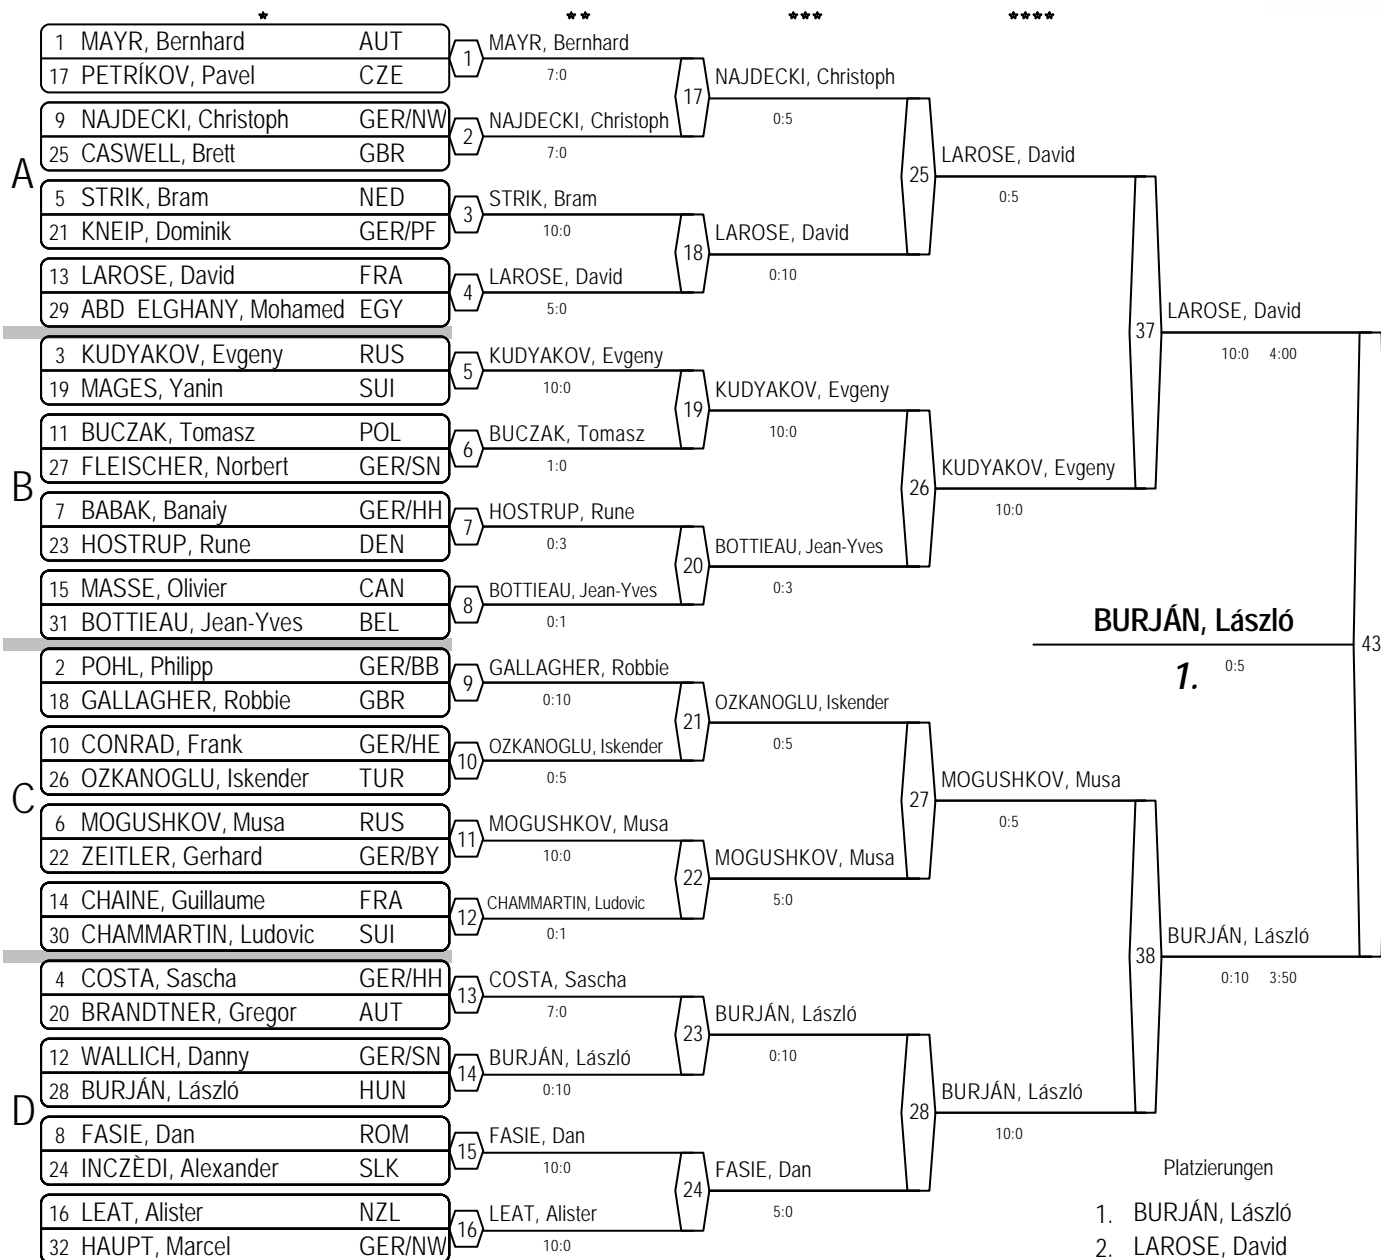 * ** *** ****
1 MAYR, Bernhard AUT
17 PETRÍKOV, Pavel CZE
9 NAJDECKI, Christoph GER/NW
25 CASWELL, Brett GBR
A
5 STRIK, Bram NED
21 KNEIP, Dominik GER/PF
13 LAROSE, David FRA
29 ABD ELGHANY, Mohamed EGY
3 KUDYAKOV, Evgeny RUS
19 MAGES, Yanin SUI
11 BUCZAK, Tomasz POL
27 FLEISCHER, Norbert GER/SN
B
7 BABAK, Banaiy GER/HH
23 HOSTRUP, Rune DEN
15 MASSE, Olivier CAN
31 BOTTIEAU, Jean-Yves BEL
2 POHL, Philipp GER/BB
18 GALLAGHER, Robbie GBR
10 CONRAD, Frank GER/HE
26 OZKANOGLU, Iskender TUR
C
6 MOGUSHKOV, Musa RUS
22 ZEITLER, Gerhard GER/BY
14 CHAINE, Guillaume FRA
30 CHAMMARTIN, Ludovic SUI
4 COSTA, Sascha GER/HH
20 BRANDTNER, Gregor AUT
12 WALLICH, Danny GER/SN
28 BURJÁN, László HUN
D
8 FASIE, Dan ROM
24 INCZÈDI, Alexander SLK
16 LEAT, Alister NZL
32 HAUPT, Marcel GER/NW
1 MAYR, Bernhard
7:0
2 NAJDECKI, Christoph
7:0
3 STRIK, Bram
10:0
4 LAROSE, David
5:0
5 KUDYAKOV, Evgeny
10:0
6 BUCZAK, Tomasz
1:0
7 HOSTRUP, Rune
0:3
8 BOTTIEAU, Jean-Yves
0:1
9 GALLAGHER, Robbie
0:10
10 OZKANOGLU, Iskender
0:5
11 MOGUSHKOV, Musa
10:0
12 CHAMMARTIN, Ludovic
0:1
13 COSTA, Sascha
7:0
14 BURJÁN, László
0:10
15 FASIE, Dan
10:0
16 LEAT, Alister
10:0
17 NAJDECKI, Christoph
0:5
18 LAROSE, David
0:10
19 KUDYAKOV, Evgeny
10:0
20 BOTTIEAU, Jean-Yves
0:3
21 OZKANOGLU, Iskender
0:5
22 MOGUSHKOV, Musa
5:0
23 BURJÁN, László
0:10
24 FASIE, Dan
5:0
25 LAROSE, David
0:5
26 KUDYAKOV, Evgeny
10:0
27 MOGUSHKOV, Musa
0:5
28 BURJÁN, László
10:0
37 LAROSE, David
10:0 4:00
38 BURJÁN, László
0:10 3:50
BURJÁN, László
43
1. 0:5
Platzierungen
1. BURJÁN, László
2. LAROSE, David